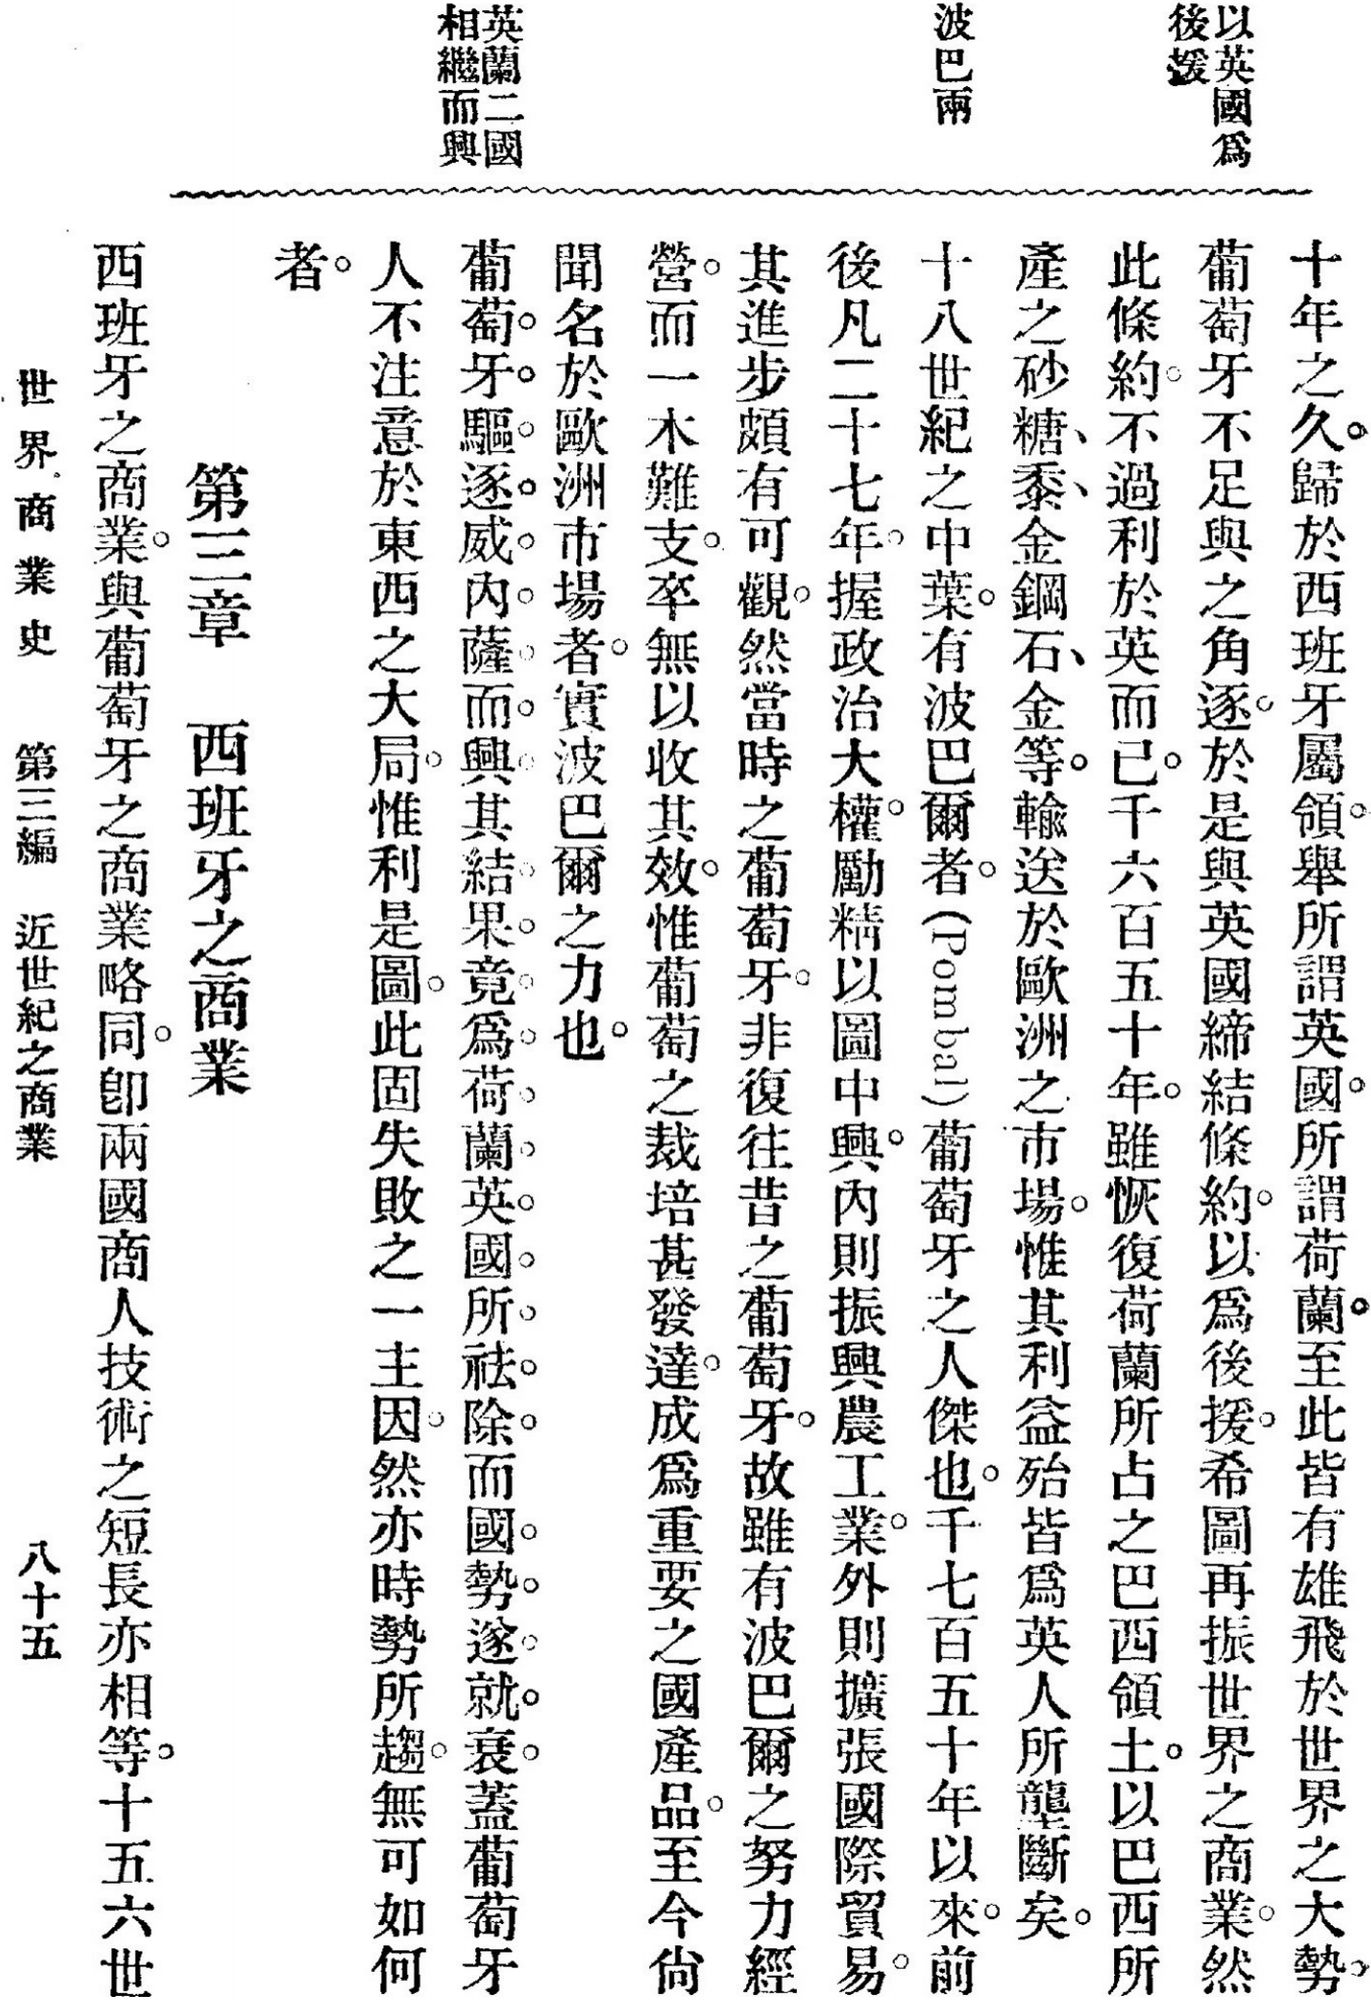 以英國爲
後援
波巴兩
英蘭二國
相繼而興
十年之久。歸於西班牙屬領。舉所謂英國。所謂荷蘭。至此皆有雄飛於世界之大勢。
葡萄牙不足與之角逐。於是與英國締結條約。以爲後援。希圖再振世界之商業。然
此條約。不過利於英而已。千六百五十年。雖恢復荷蘭所占之巴西領土。以巴西所
產之砂糖、黍、金鋼石、金等。輸送於歐洲之市場。惟其利益殆皆爲英人所壟斷矣。
十八世紀之中葉。有波巴爾者。(Pombal)葡萄牙之人傑也。千七百五十年以來。前
後凡二十七年。握政治大權。勵精以圖中興。內則振興農工業。外則擴張國際貿易。
其進步頗有可觀。然當時之葡萄牙。非復往昔之葡萄牙。故雖有波巴爾之努力經
營。而一木難支。卒無以收其效。惟葡萄之裁培甚發達。成爲重要之國產品。至今尙
聞名於歐洲市場者。實波巴爾之力也。
葡萄。牙。驅。逐。威。內。薩。而。興。其結。果。竟。爲。荷。蘭。英。國。所。祛。除。而國。勢。遂。就。衰。蓋葡萄牙
人不注意於東西之大局。惟利是圖。此固失敗之一主因。然亦時勢所趨。無可如何
者。
第三章　西班牙之商業
西班牙之商業。與葡萄牙之商業略同。卽兩國商人技術之短長亦相等。十五六世
世界商業史　第三編　近世紀之商業　八十五